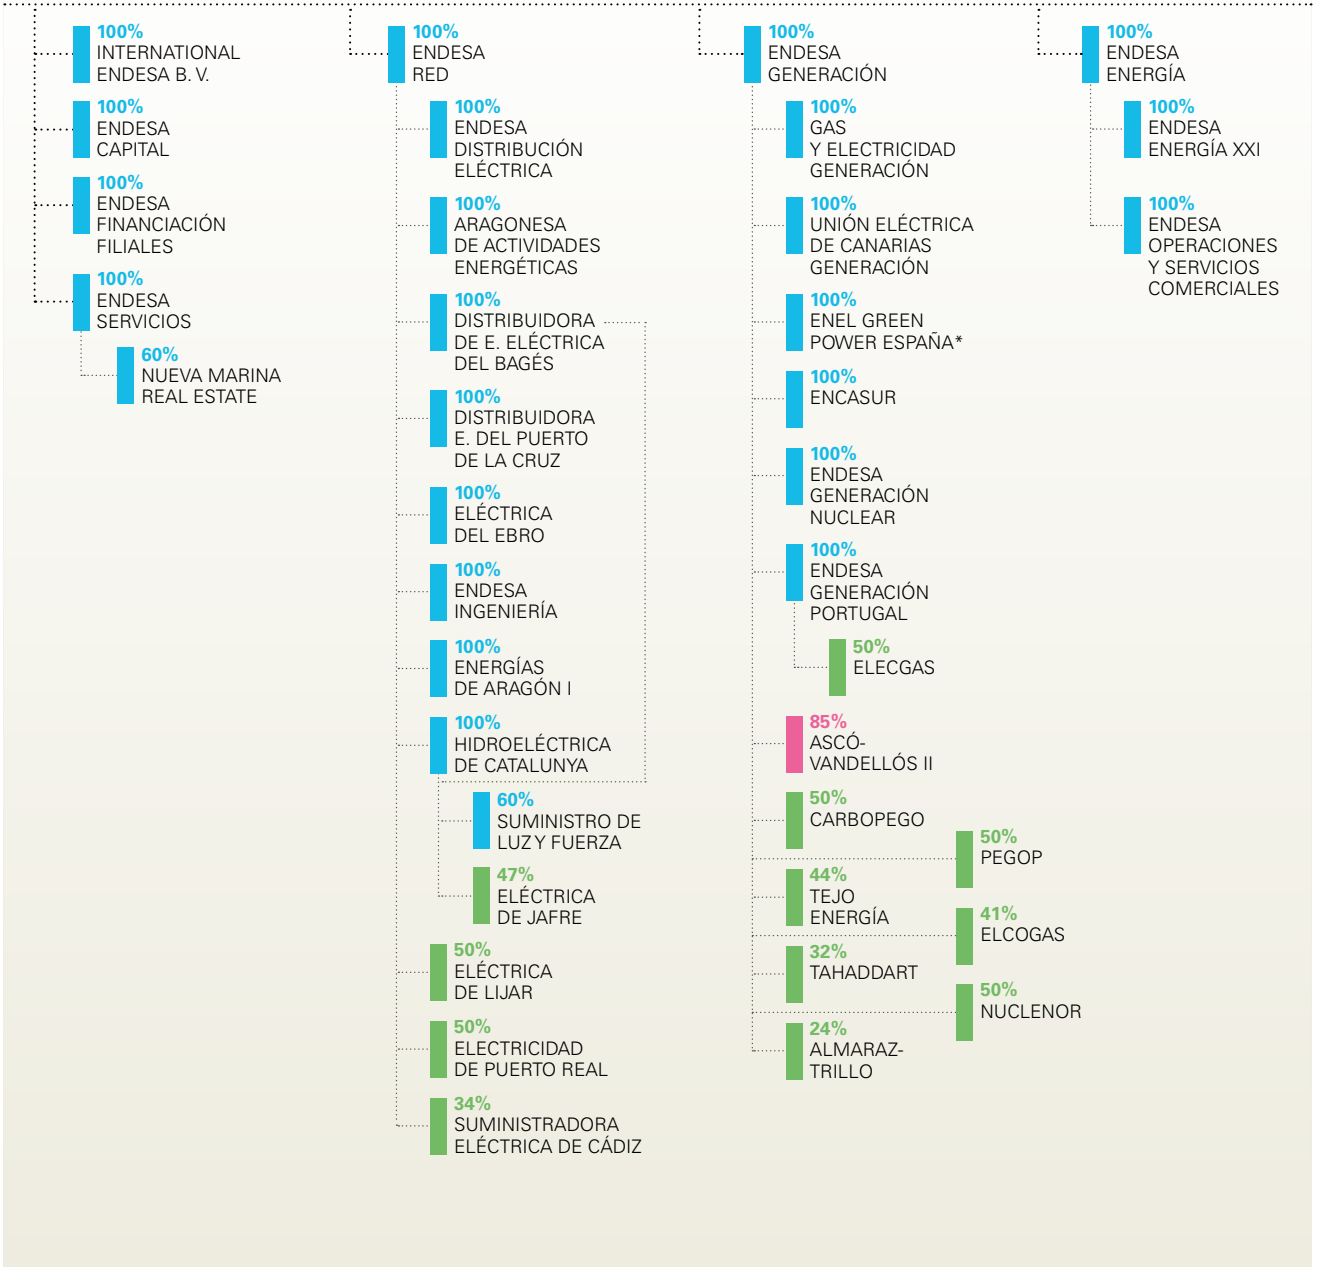 100%
INTERNATIONAL
ENDESA B. V.
100%
ENDESA
CAPITAL
100%
ENDESA
FINANCIACIÓN
FILIALES
100%
ENDESA
SERVICIOS
60%
NUEVA MARINA
REAL ESTATE
100%
ENDESA
RED
100%
ENDESA
DISTRIBUCIÓN
ELÉCTRICA
100%
ARAGONESA
DE ACTIVIDADES
ENERGÉTICAS
100%
DISTRIBUIDORA
DE E. ELÉCTRICA
DEL BAGÉS
100%
DISTRIBUIDORA
E. DEL PUERTO
DE LA CRUZ
100%
ELÉCTRICA
DEL EBRO
100%
ENDESA
INGENIERÍA
100%
ENERGÍAS
DE ARAGÓN I
100%
HIDROELÉCTRICA
DE CATALUNYA
60%
SUMINISTRO DE
LUZ Y FUERZA
47%
ELÉCTRICA
DE JAFRE
50%
ELÉCTRICA
DE LIJAR
50%
ELECTRICIDAD
DE PUERTO REAL
34%
SUMINISTRADORA
ELÉCTRICA DE CÁDIZ
100%
ENDESA
GENERACIÓN
100%
GAS
Y ELECTRICIDAD
GENERACIÓN
100%
UNIÓN ELÉCTRICA
DE CANARIAS
GENERACIÓN
100%
ENEL GREEN
POWER ESPAÑA*
100%
ENCASUR
100%
ENDESA
GENERACIÓN
NUCLEAR
100%
ENDESA
GENERACIÓN
PORTUGAL
50%
ELECGAS
85%
ASCÓ-
VANDELLÓS II
50%
CARBOPEGO
50%
PEGOP
44%
TEJO
ENERGÍA
41%
ELCOGAS
32%
TAHADDART
50%
NUCLENOR
24%
ALMARAZ-
TRILLO
100%
ENDESA
ENERGÍA
100%
ENDESA
ENERGÍA XXI
100%
ENDESA
OPERACIONES
Y SERVICIOS
COMERCIALES